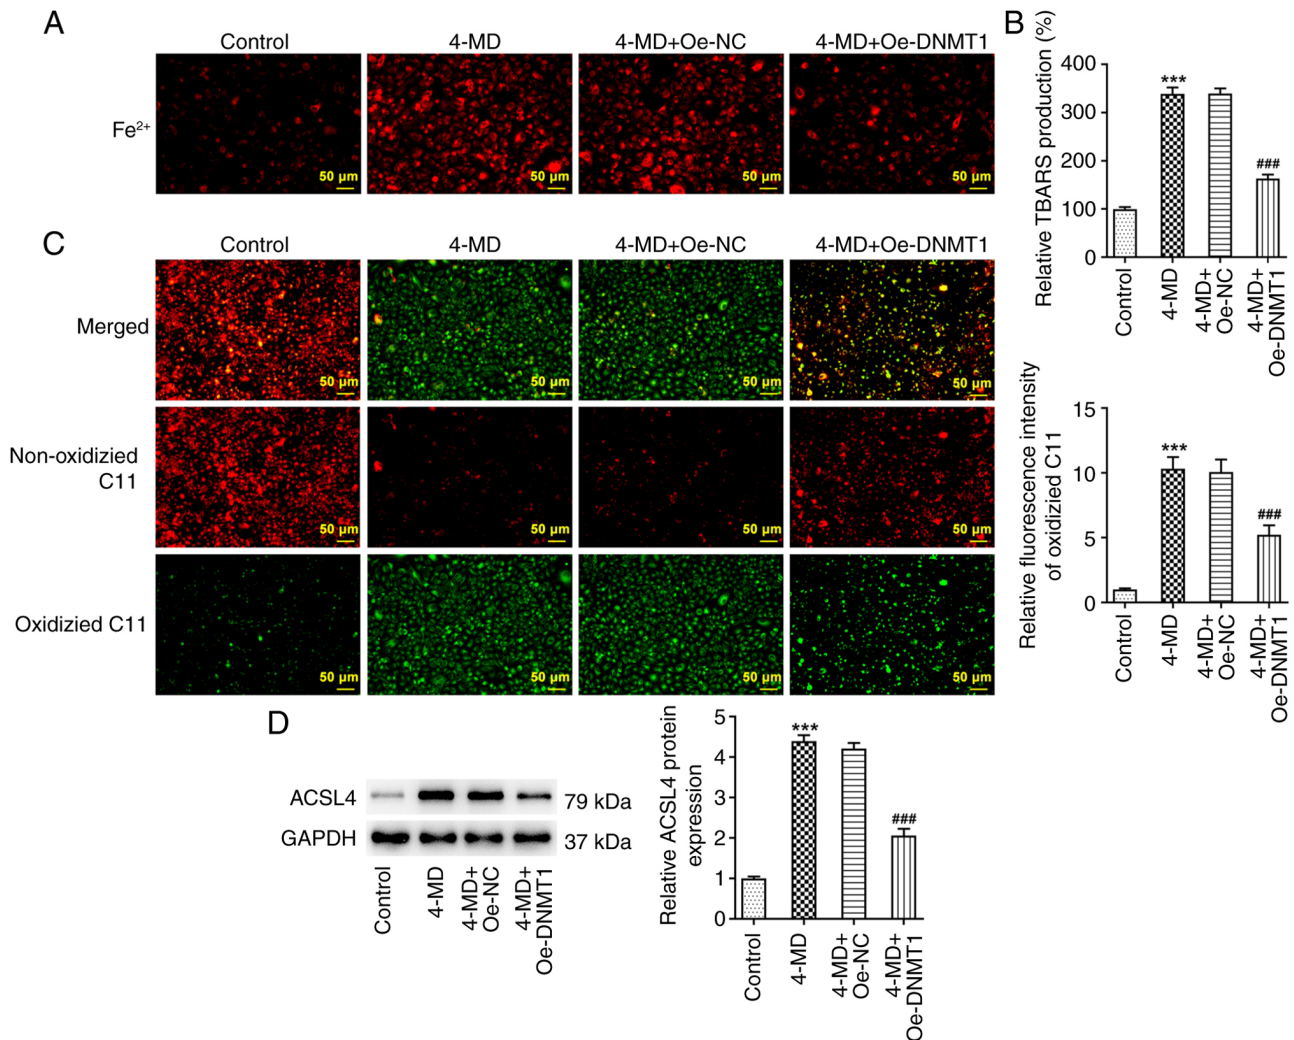 A
Control
4-MD
4-MD+Oe-NC
4-MD+Oe-DNMT1
Fe²⁺
50 μm
50 μm
50 μm
50 μm
B
Relative TBARS production (%)
400
300
200
100
0
***
###
Control
4-MD
4-MD+
Oe-NC
4-MD+
Oe-DNMT1
C
Control
4-MD
4-MD+Oe-NC
4-MD+Oe-DNMT1
Merged
50 μm
50 μm
50 μm
50 μm
Non-oxidizied
C11
50 μm
50 μm
50 μm
50 μm
Oxidizied C11
50 μm
50 μm
50 μm
50 μm
Relative fluorescence intensity
of oxidizied C11
15
10
5
0
***
###
Control
4-MD
4-MD+
Oe-NC
4-MD+
Oe-DNMT1
D
ACSL4
79 kDa
GAPDH
37 kDa
Control
4-MD
4-MD+
Oe-NC
4-MD+
Oe-DNMT1
Relative ACSL4 protein
expression
5
4
3
2
1
0
***
###
Control
4-MD
4-MD+
Oe-NC
4-MD+
Oe-DNMT1